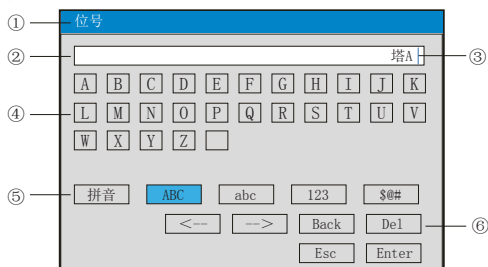 ① 位号
② 塔A ③
A B C D E F G H I J K
④ L M N O P Q R S T U V
W X Y Z
⑤ 拼音 ABC abc 123 $@#
<-- --> Back Del ⑥
Esc Enter